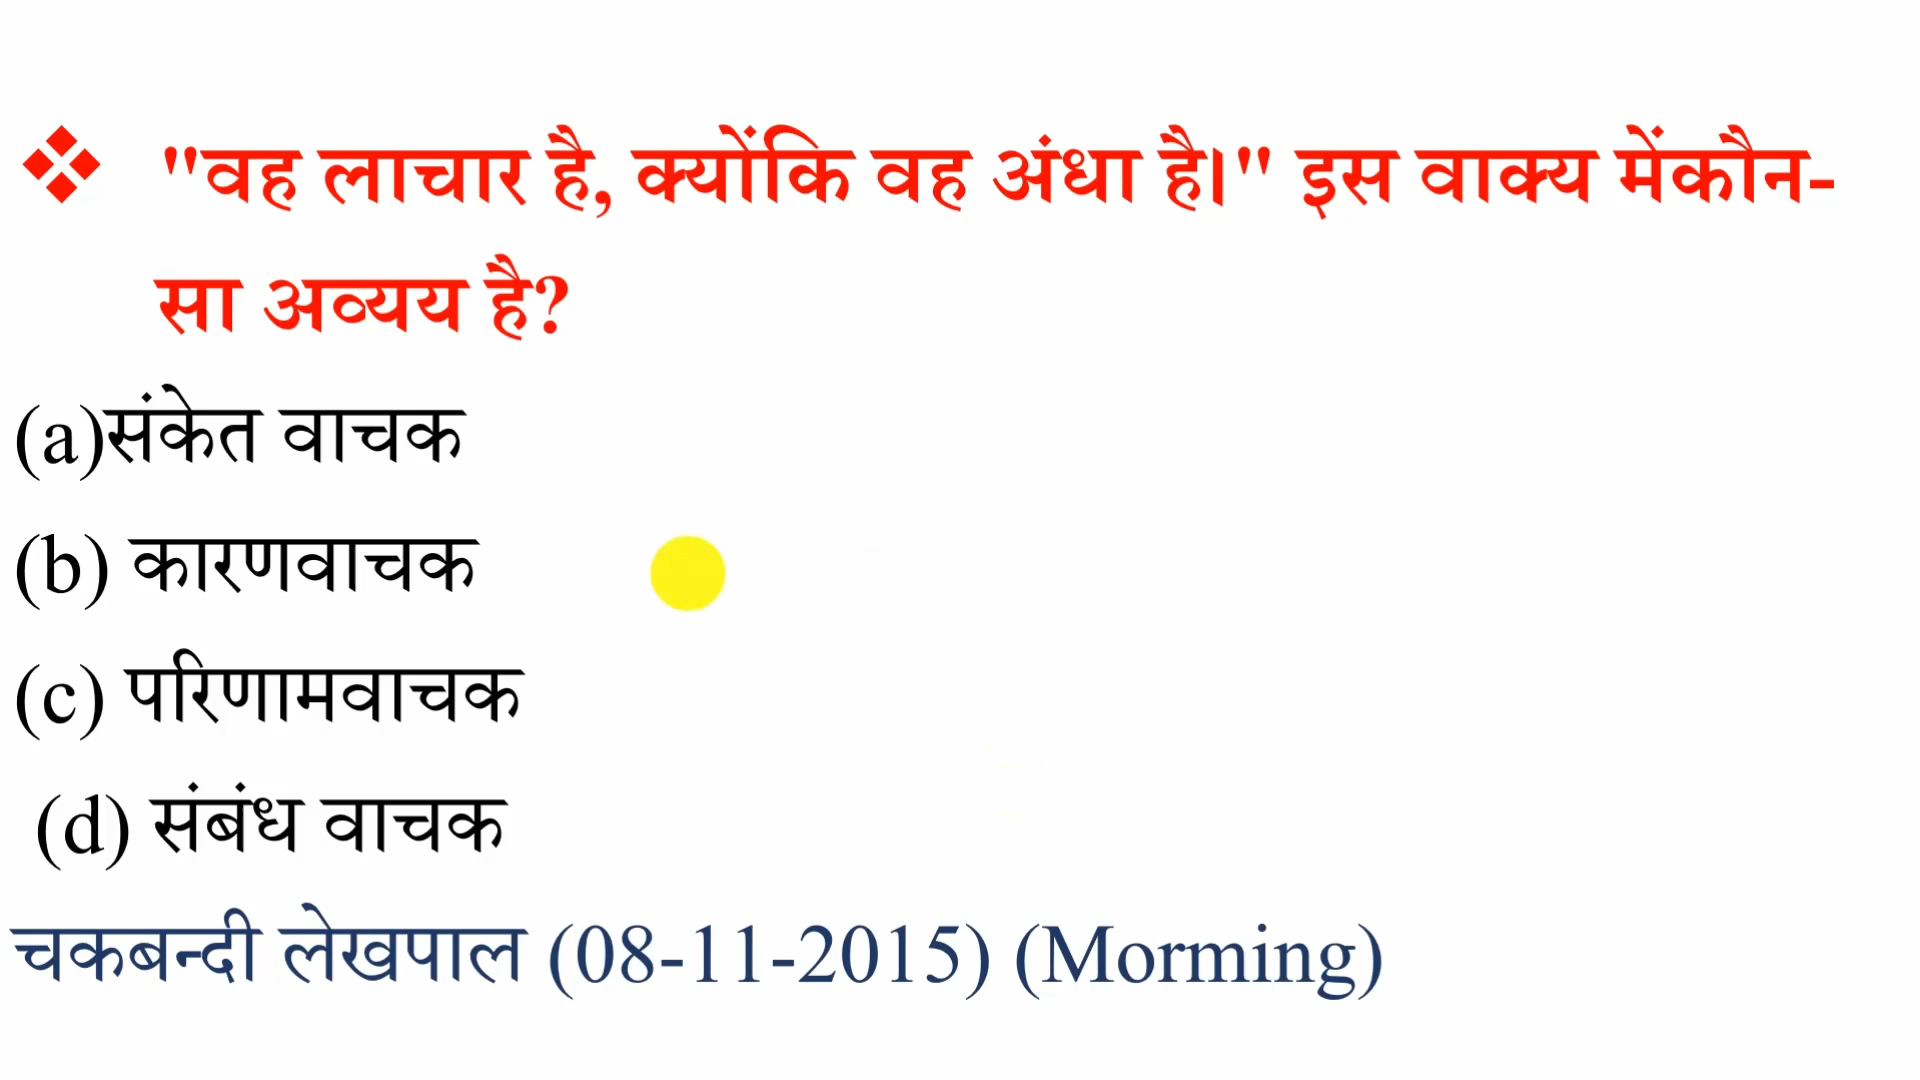 "वह लाचार है, क्योंकि वह अंधा है।" इस वाक्य मेंकौन-
सा अव्यय है?
(a)संकेत वाचक
(b) कारणवाचक
(c) परिणामवाचक
(d) संबंध वाचक
चकबन्दी लेखपाल (08-11-2015) (Morming)